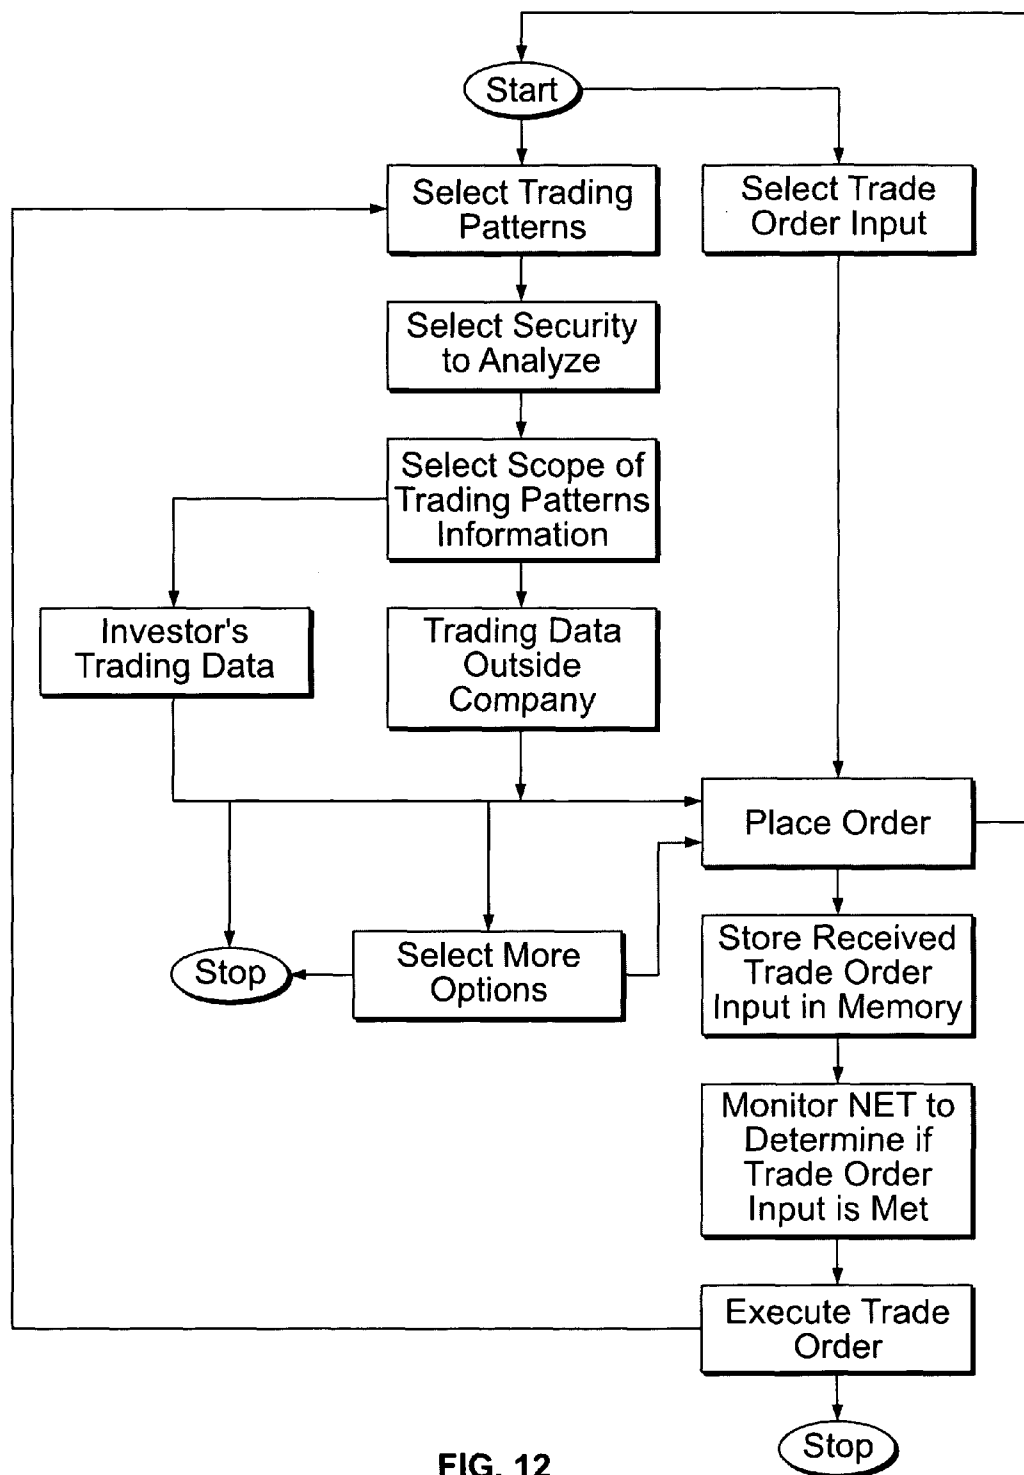 Start
Select Trading
Patterns
Select Trade
Order Input
Select Security
to Analyze
Select Scope of
Trading Patterns
Information
Investor's
Trading Data
Trading Data
Outside
Company
Place Order
Stop
Select More
Options
Store Received
Trade Order
Input in Memory
Monitor NET to
Determine if
Trade Order
Input is Met
Execute Trade
Order
Stop
FIG. 12